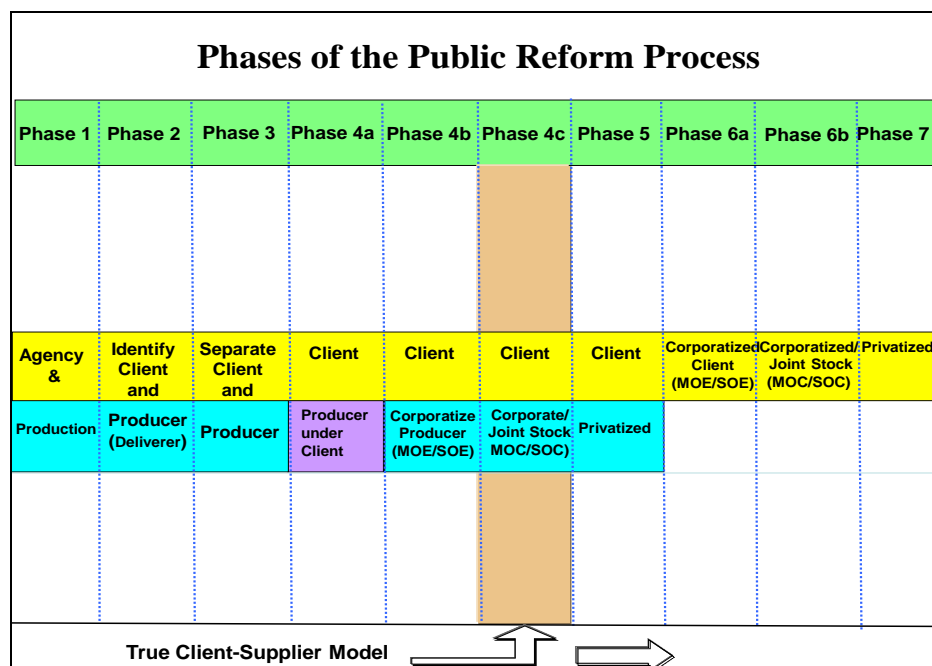 Phases of the Public Reform Process
Phase 1 Phase 2 Phase 3 Phase 4a Phase 4b Phase 4c Phase 5 Phase 6a Phase 6b Phase 7
Agency
&
Identify
Client
and
Separate
Client
and
Client
Client
Client
Client
Corporatized
Client
(MOE/SOE)
Corporatized/
Joint Stock
(MOC/SOC)
Privatized
Production
Producer
(Deliverer)
Producer
Producer
under
Client
Corporatize
Producer
(MOE/SOE)
Corporate/
Joint Stock
MOC/SOC)
Privatized
True Client-Supplier Model